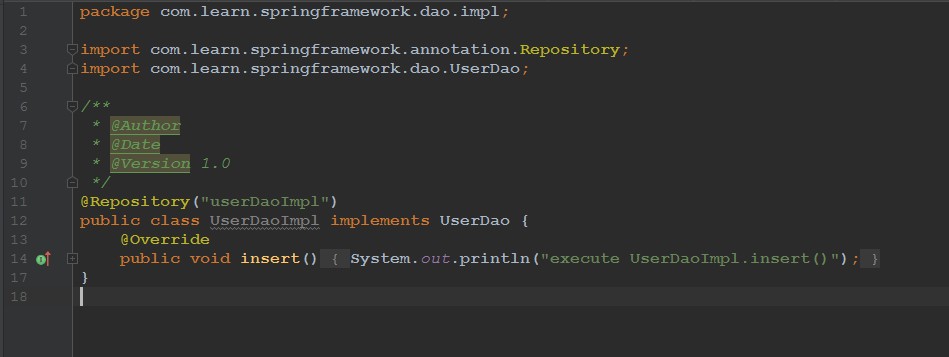 1 package com.learn.springframework.dao.impl;
2
3 import com.learn.springframework.annotation.Repository;
4 import com.learn.springframework.dao.UserDao;
5
6 /**
7 * @Author
8 * @Date
9 * @Version 1.0
10 */
11 @Repository("userDaoImpl")
12 public class UserDaoImpl implements UserDao {
13 @Override
14 public void insert() { System.out.println("execute UserDaoImpl.insert()"); }
17 }
18